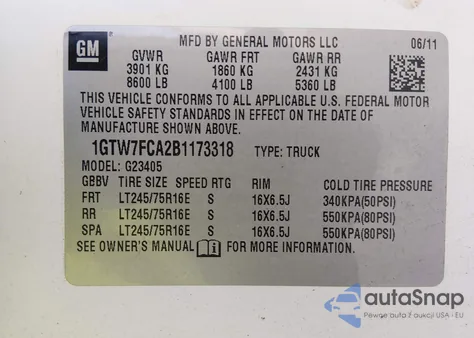 GM
MFD BY GENERAL MOTORS LLC 06/11
GVWR GAWR FRT GAWR RR
3901 KG 1860 KG 2431 KG
8600 LB 4100 LB 5360 LB
THIS VEHICLE CONFORMS TO ALL APPLICABLE U.S. FEDERAL MOTOR
VEHICLE SAFETY STANDARDS IN EFFECT ON THE DATE OF
MANUFACTURE SHOWN ABOVE.
1GTW7FCA2B1173318 TYPE: TRUCK
MODEL: G23405
GBBV TIRE SIZE SPEED RTG RIM COLD TIRE PRESSURE
FRT LT245/75R16E S 16X6.5J 340KPA(50PSI)
RR LT245/75R16E S 16X6.5J 550KPA(80PSI)
SPA LT245/75R16E S 16X6.5J 550KPA(80PSI)
SEE OWNER'S MANUAL i FOR MORE INFORMATION.
autoSnap
Авто з аукціонів USA і EU